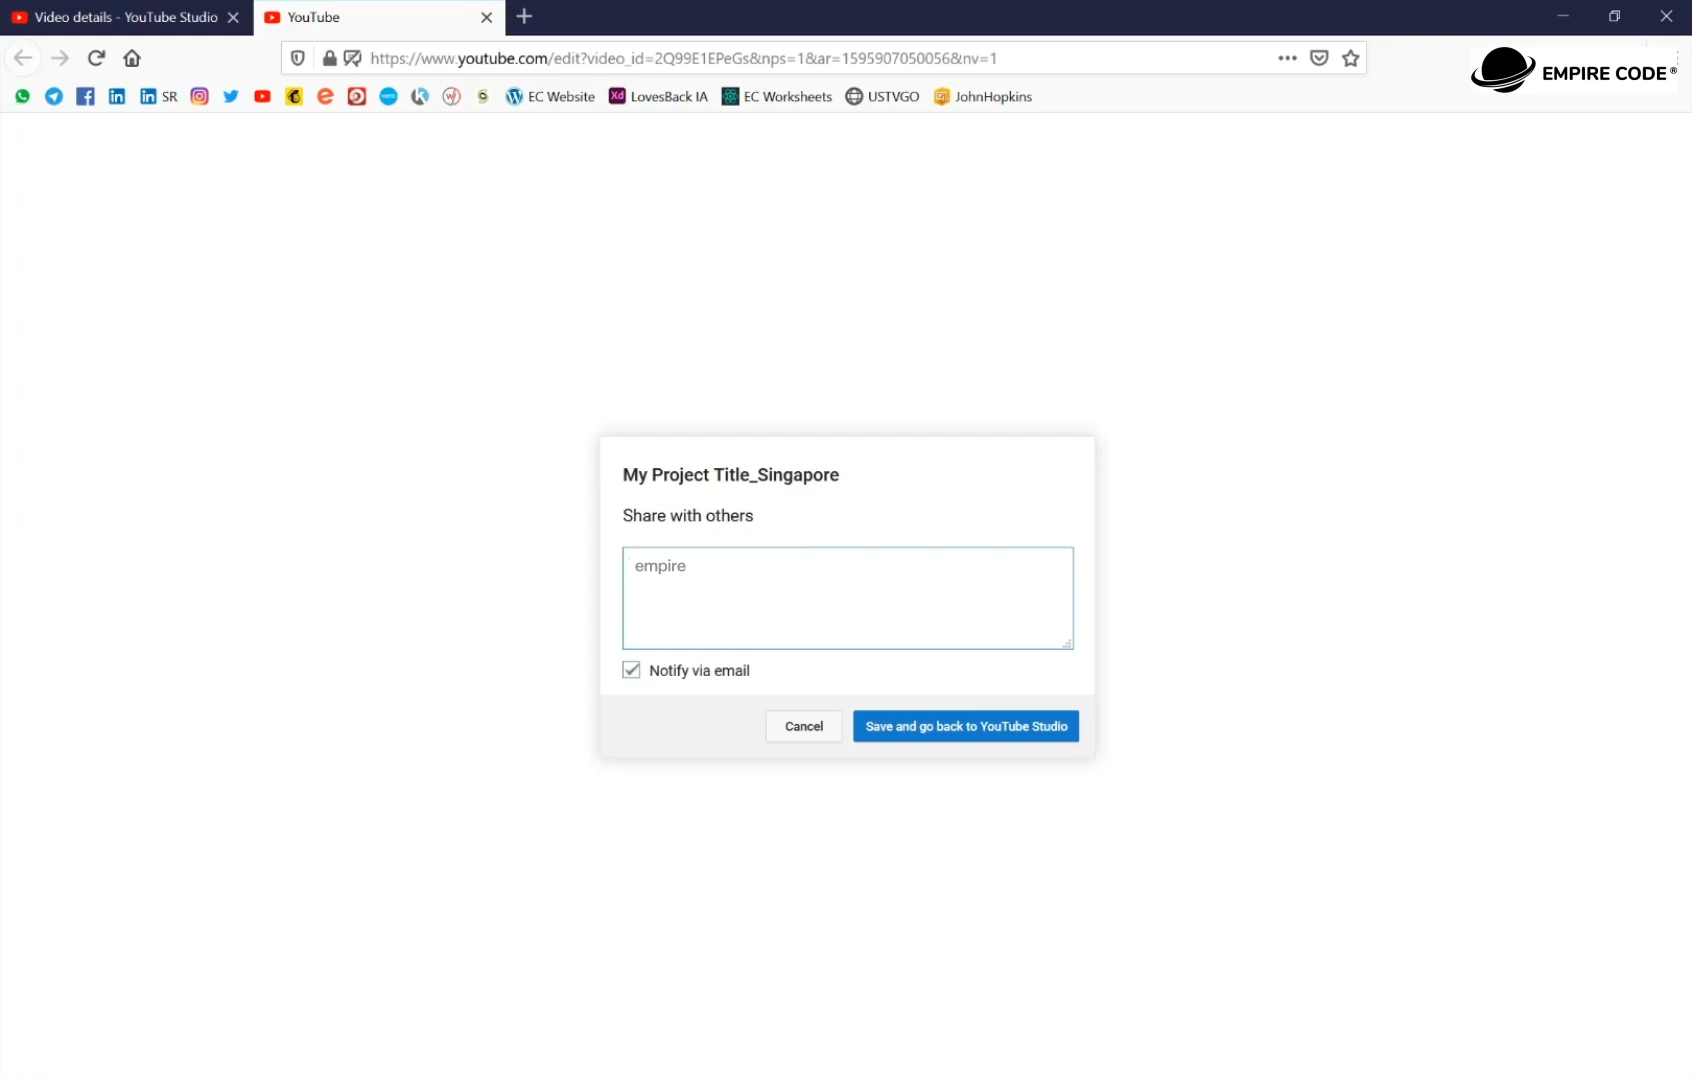 Video details - YouTube Studio
YouTube
https://www.youtube.com/edit?video_id=2Q99E1EPeGs&nps=1&ar=1595907050056&nv=1
EMPIRE CODE®
SR
EC Website
LovesBack IA
EC Worksheets
USTVGO
JohnHopkins
My Project Title_Singapore
Share with others
empire
Notify via email
Cancel
Save and go back to YouTube Studio